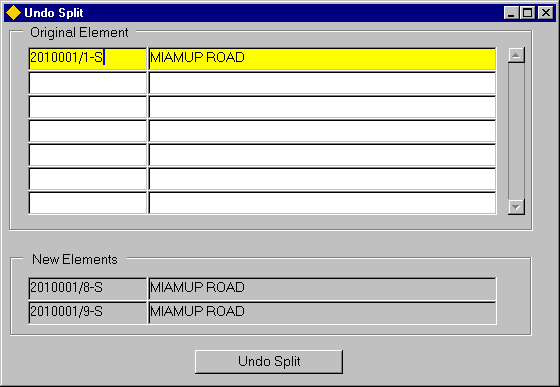 Undo Split
Original Element
2010001/1-S MIAMUP ROAD
New Elements
2010001/8-S MIAMUP ROAD
2010001/9-S MIAMUP ROAD
Undo Split